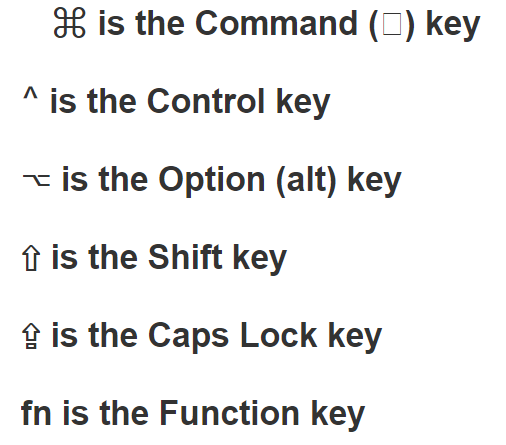 ⌘ is the Command (□) key
^ is the Control key
⌥ is the Option (alt) key
⇧ is the Shift key
⇪ is the Caps Lock key
fn is the Function key